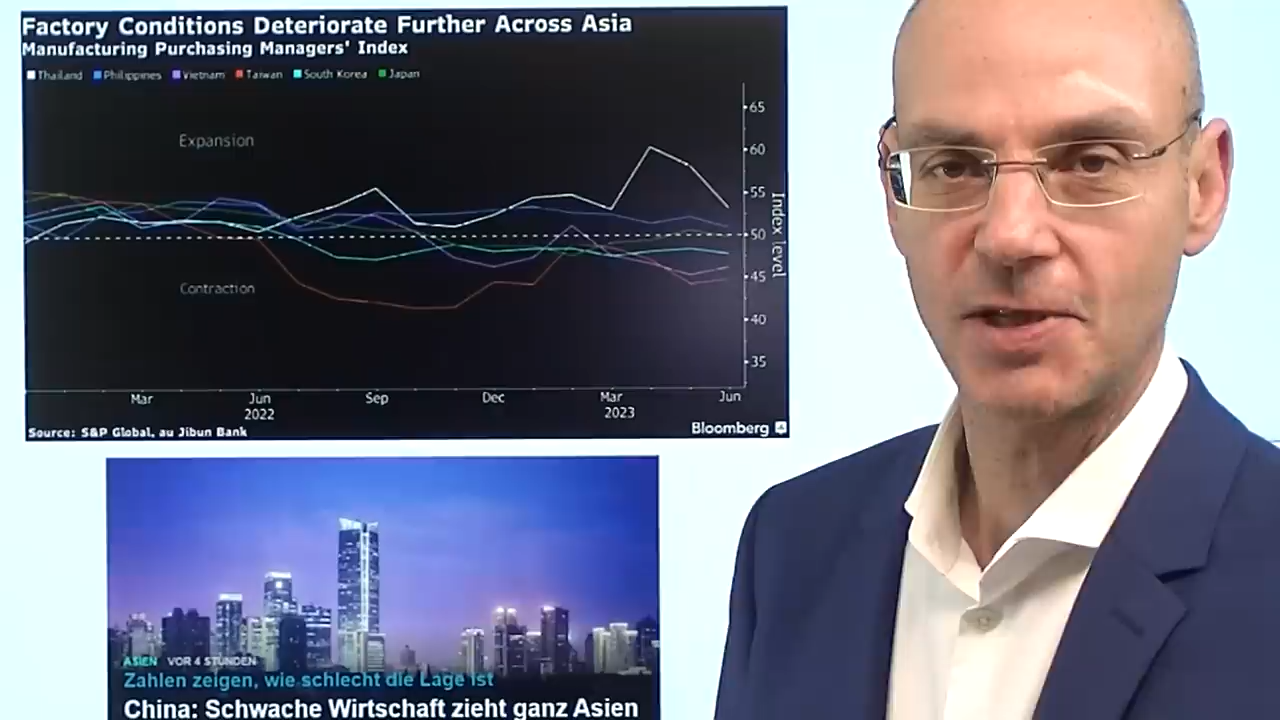 Factory Conditions Deteriorate Further Across Asia
Manufacturing Purchasing Managers' Index
Thailand Philippines Vietnam Taiwan South Korea Japan
Expansion
Contraction
65
60
55
50
45
40
35
Index level
Mar Jun Sep Dec Mar Jun
2022 2023
Source: S&P Global, au Jibun Bank
Bloomberg
ASIEN VOR 4 STUNDEN
Zahlen zeigen, wie schlecht die Lage ist
China: Schwache Wirtschaft zieht ganz Asien